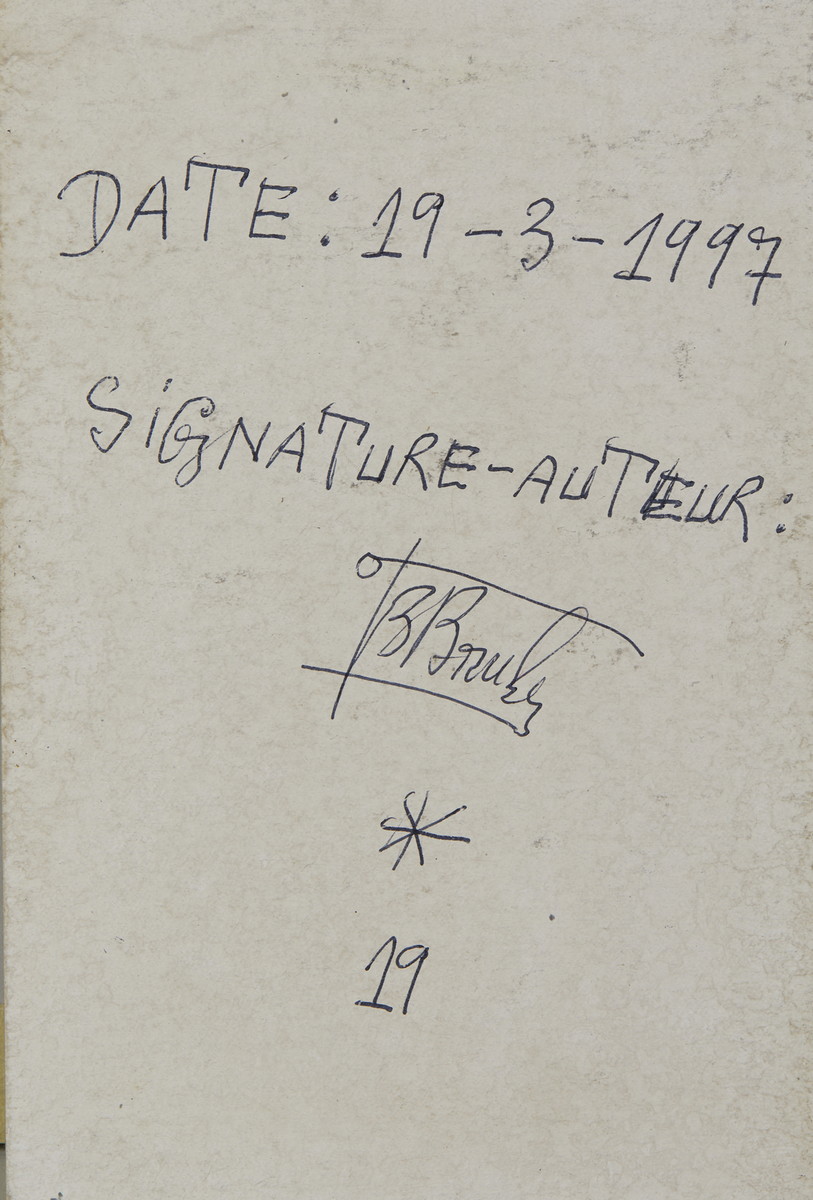 DATE : 19 - 3 - 1997
SiGNATURE - AUTEUR :
*
19